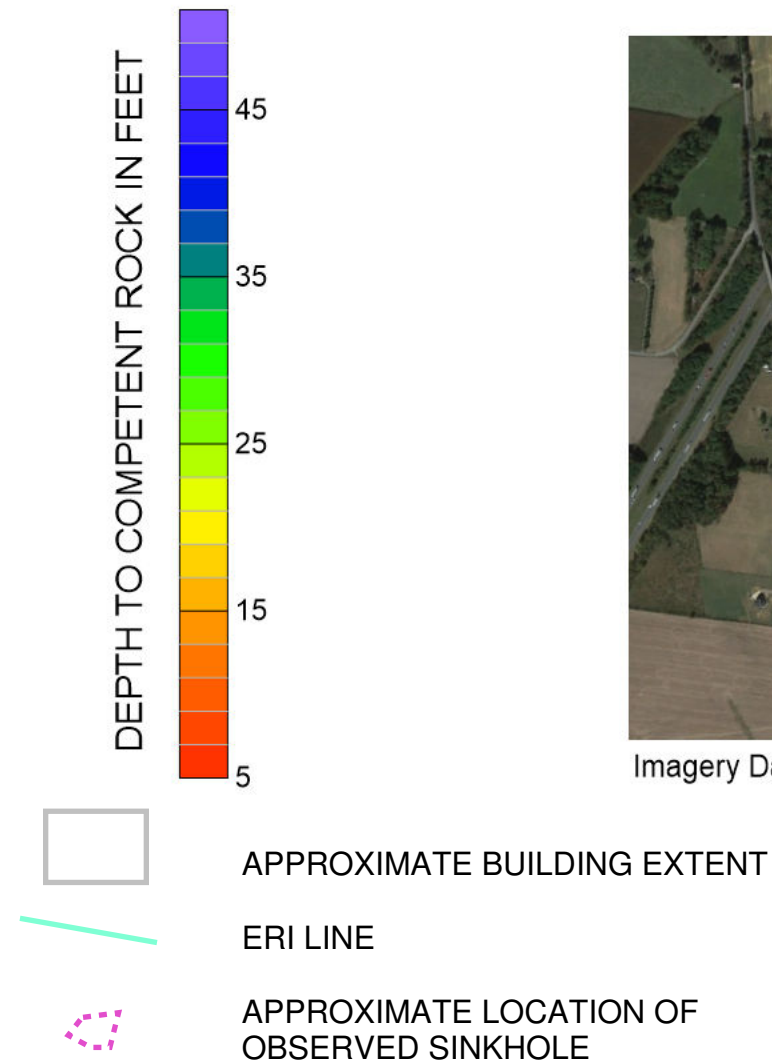 DEPTH TO COMPETENT ROCK IN FEET
45
35
25
15
5
Imagery
APPROXIMATE BUILDING EXTENT
ERI LINE
APPROXIMATE LOCATION OF
OBSERVED SINKHOLE